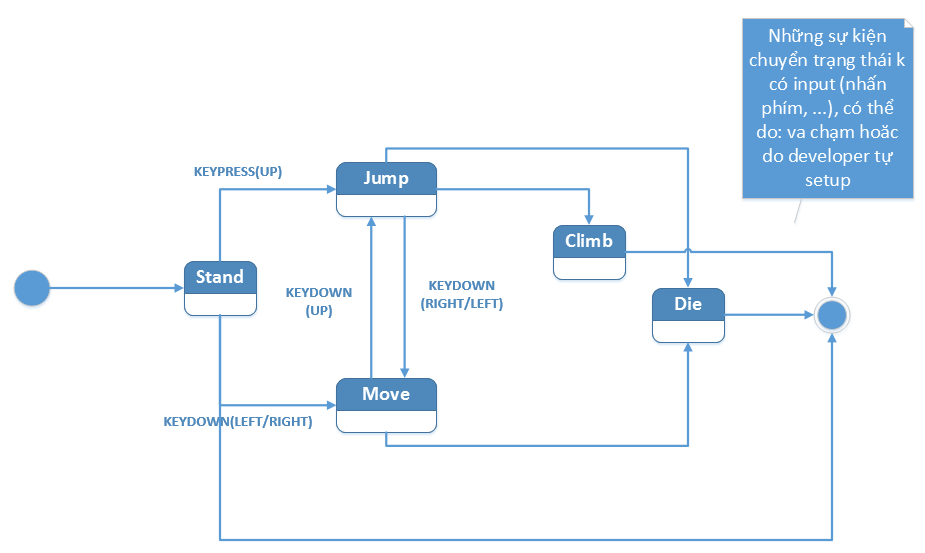 Những sự kiện
chuyển trạng thái k
có input (nhấn
phím, ...), có thể
do: va chạm hoặc
do developer tự
setup
KEYPRESS(UP)
Jump
Climb
Stand
KEYDOWN
(UP)
KEYDOWN
(RIGHT/LEFT)
Die
Move
KEYDOWN(LEFT/RIGHT)